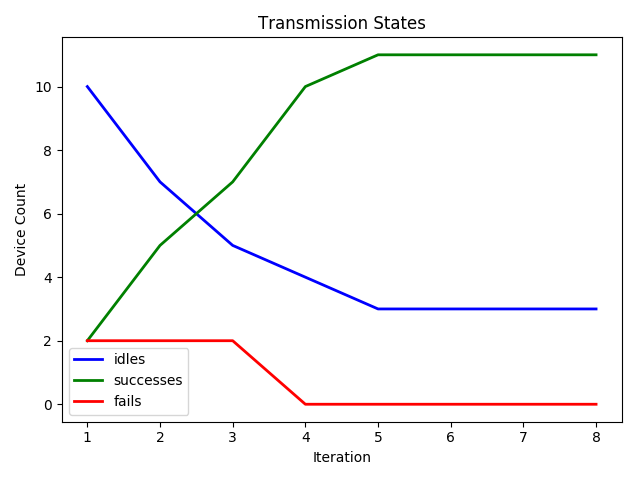 Transmission States
Device Count
10
8
6
4
2
0
idles
successes
fails
1 2 3 4 5 6 7 8
Iteration